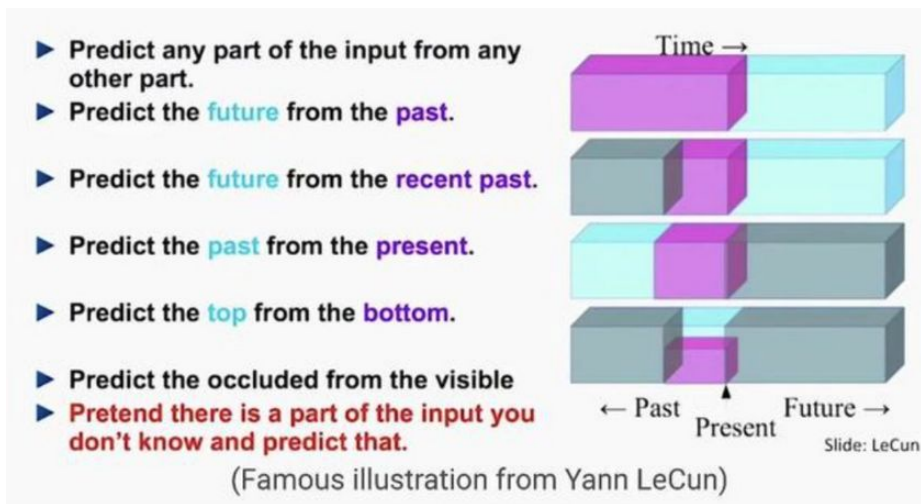 Predict any part of the input from any
other part.
Predict the future from the past.
Predict the future from the recent past.
Predict the past from the present.
Predict the top from the bottom.
Predict the occluded from the visible
Pretend there is a part of the input you
don't know and predict that.
Time →
← Past
Present
Future →
Slide: LeCun
(Famous illustration from Yann LeCun)